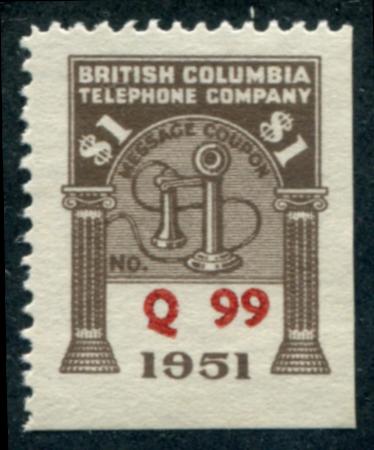 BRITISH COLUMBIA
TELEPHONE COMPANY
$1 $1
MESSAGE COUPON
NO.
Q 99
1951